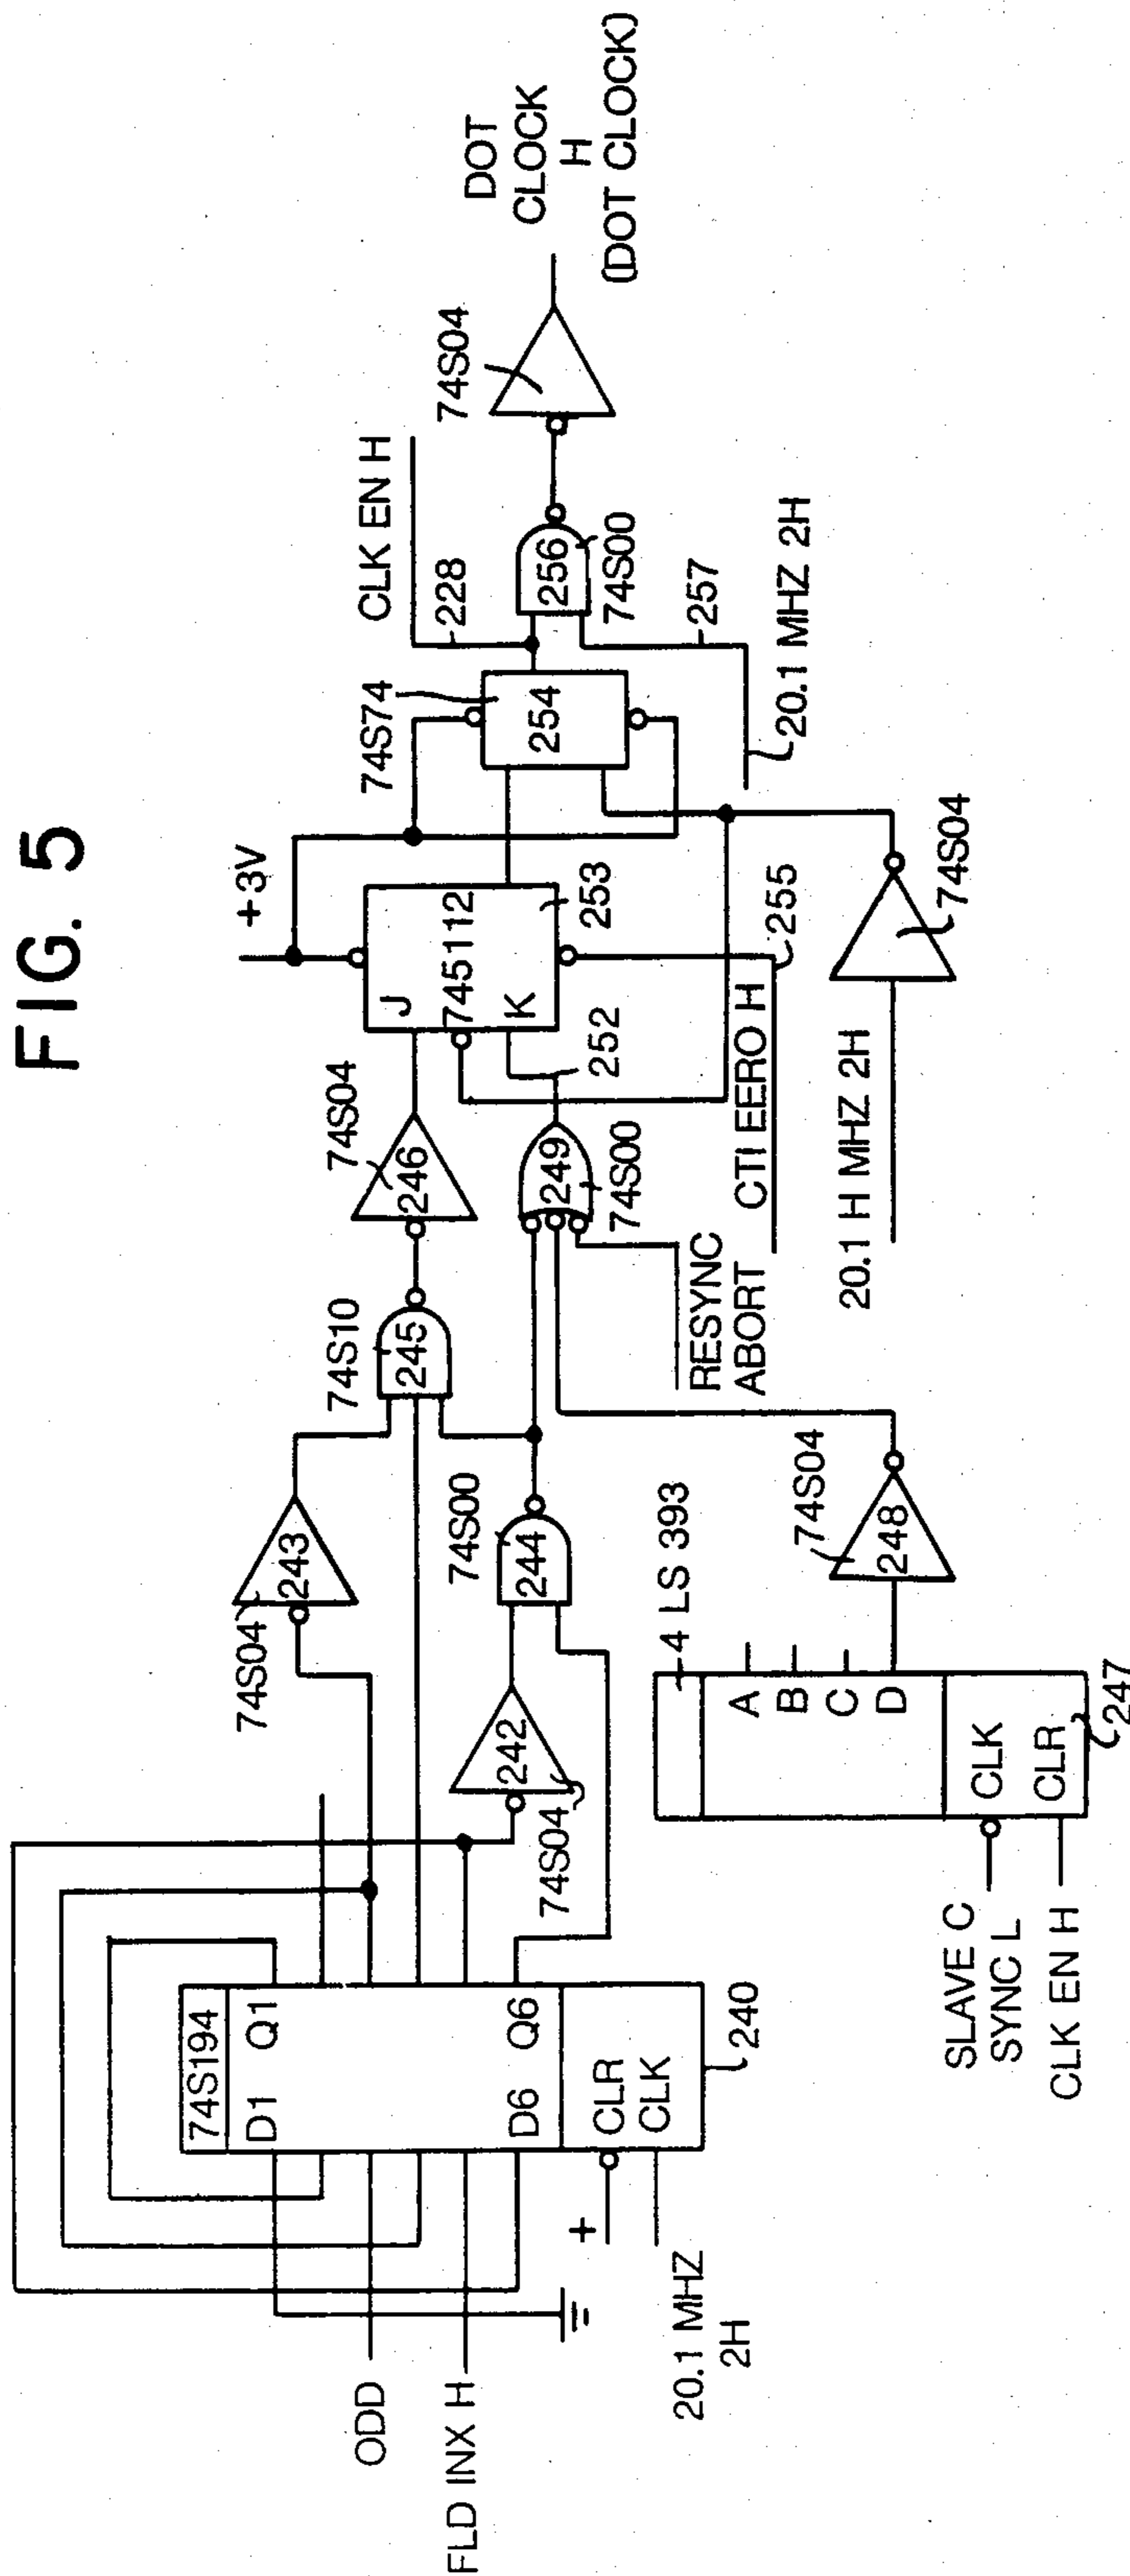 FIG. 5
ODD
FLD INX H
20.1 MHZ
2H
74S194
D1
Q1
D6
Q6
CLR
CLK
+
240
74S04
243
242
74S04
74S00
244
74S10
245
74S04
246
+3V
J
745112
K
253
252
249
74S00
RESYNC
ABORT
CTI EERO H
255
SLAVE C
SYNC L
CLK EN H
4 LS 393
A
B
C
D
CLK
CLR
247
74S04
248
20.1 H MHZ 2H
74S04
74S74
254
CLK EN H
228
256
74S00
257
20.1 MHZ 2H
74S04
DOT
CLOCK
H
(DOT CLOCK)